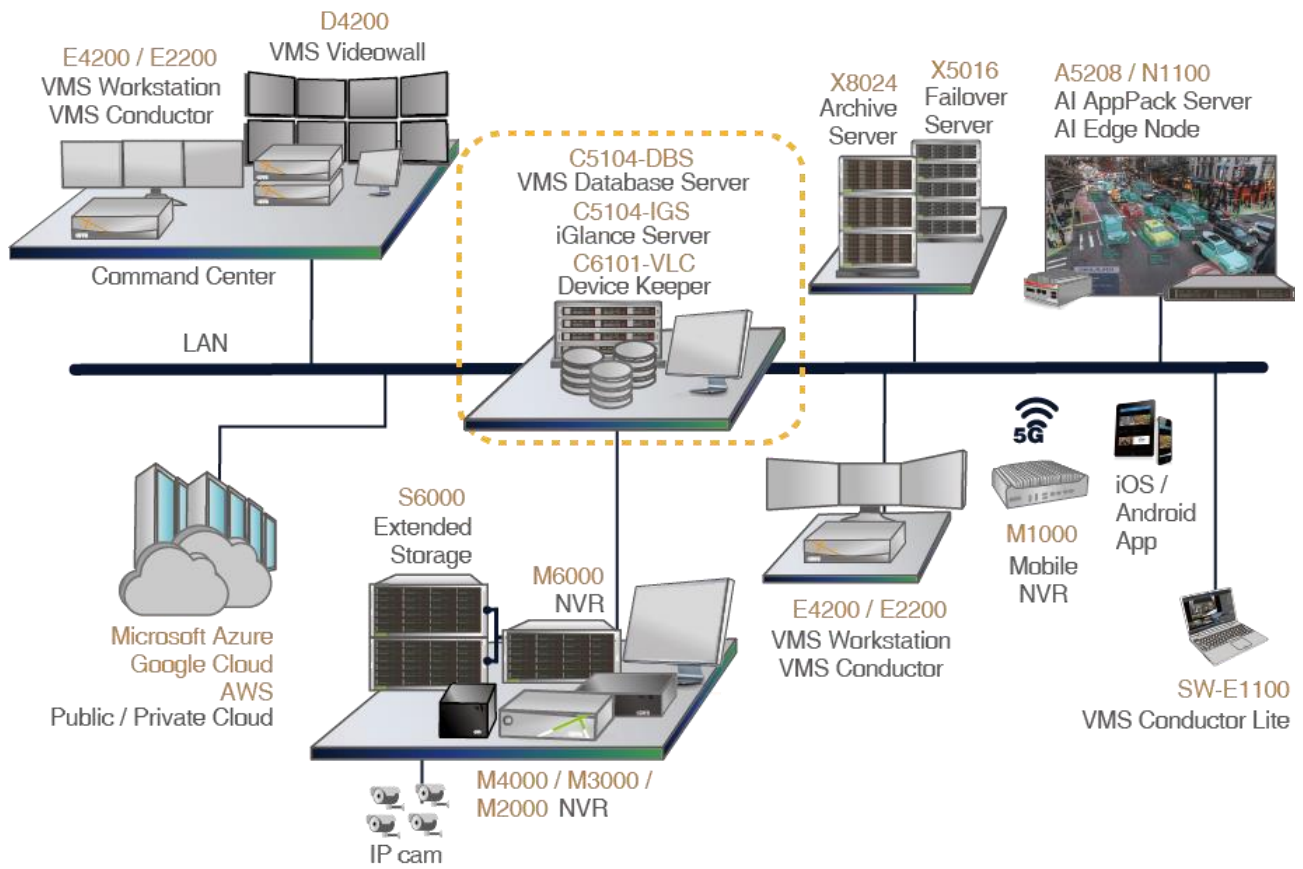 D4200
VMS Videowall
E4200 / E2200
VMS Workstation
VMS Conductor
Command Center
C5104-DBS
VMS Database Server
C5104-IGS
iGlance Server
C6101-VLC
Device Keeper
X8024
Archive
Server
X5016
Failover
Server
A5208 / N1100
AI AppPack Server
AI Edge Node
LAN
Microsoft Azure
Google Cloud
AWS
Public / Private Cloud
S6000
Extended
Storage
M6000
NVR
M4000 / M3000 /
M2000 NVR
IP cam
E4200 / E2200
VMS Workstation
VMS Conductor
5G
M1000
Mobile
NVR
iOS /
Android
App
SW-E1100
VMS Conductor Lite